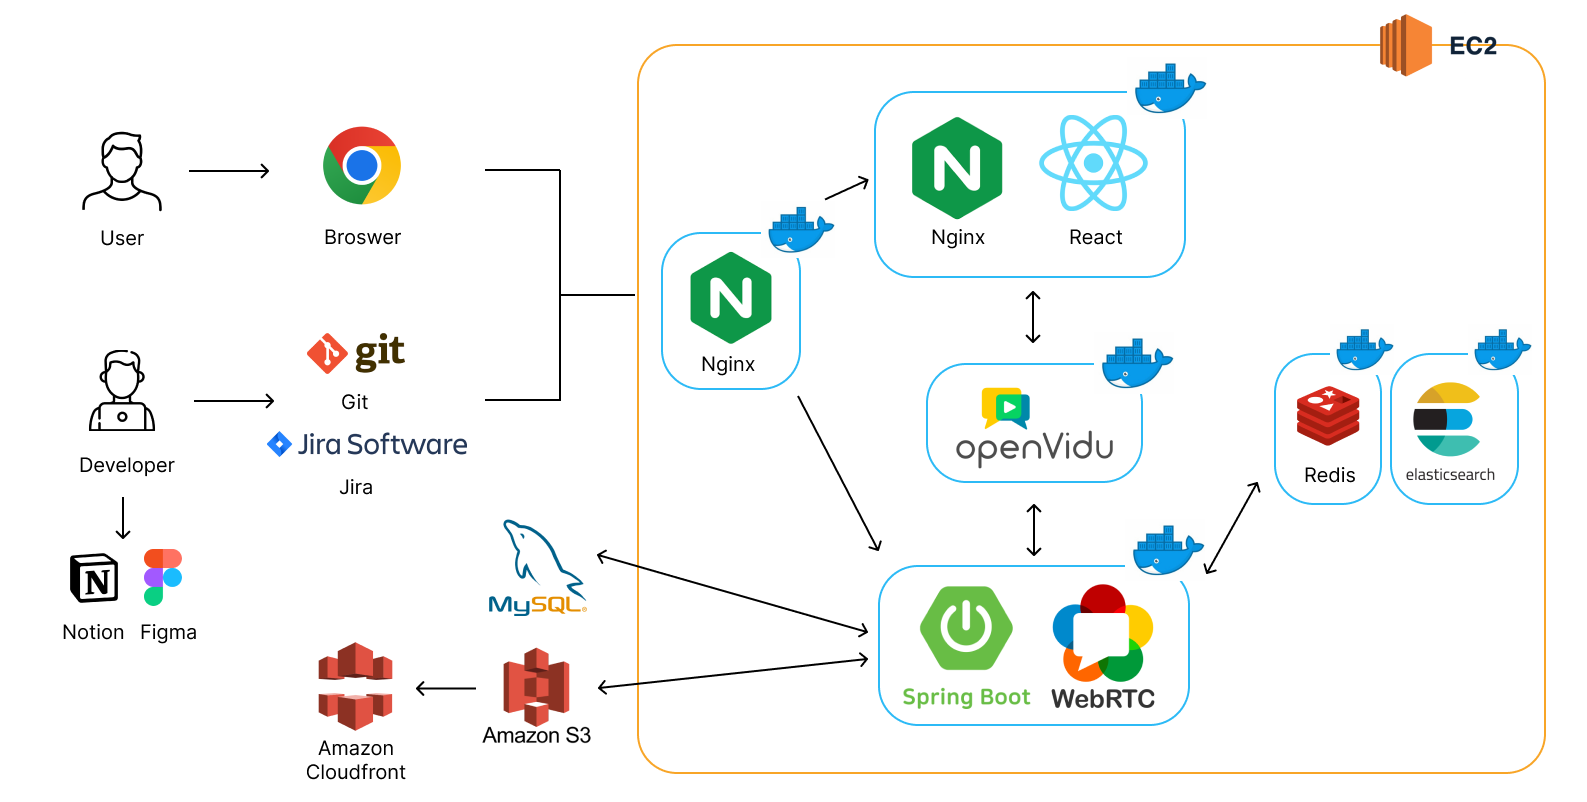 EC2
User
Broswer
Nginx
React
Nginx
git
Git
Jira Software
Jira
Developer
openVidu
Redis
elasticsearch
Notion
Figma
MySQL®
Spring Boot
WebRTC
Amazon S3
Amazon
Cloudfront